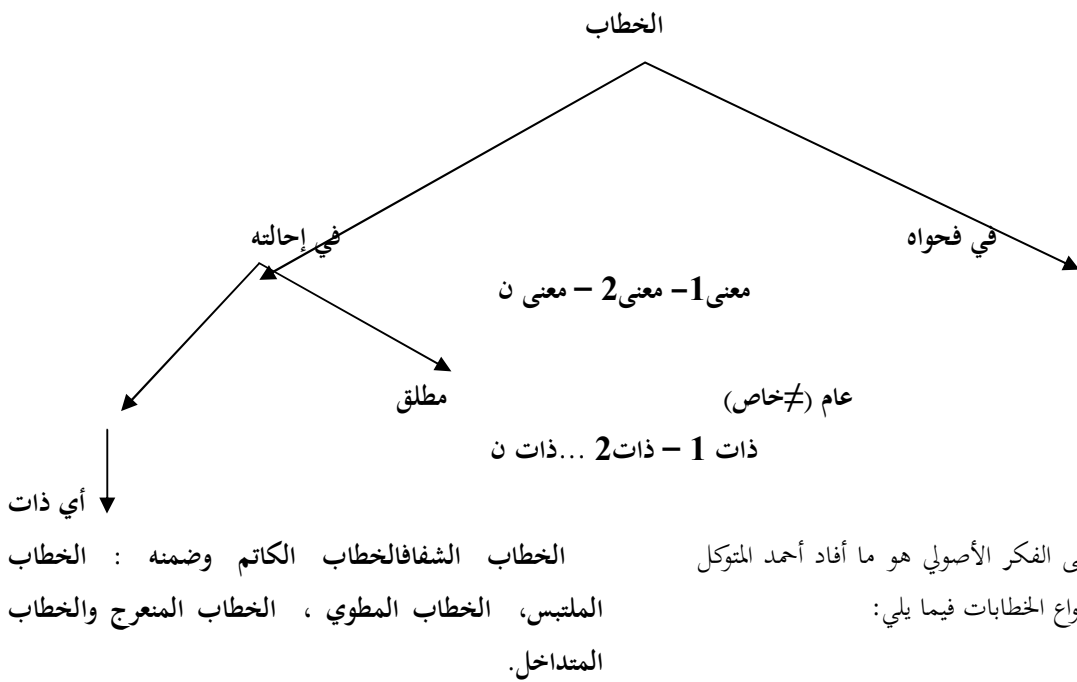 الخطاب
في فحواه في إحالته
معنى1– معنى2 – معنى ن
عام (≠خاص) مطلق
ذات 1 – ذات2 ...ذات ن
أي ذات
ى الفكر الأصولي هو ما أفاد أحمد المتوكل
واع الخطابات فيما يلي:
الخطاب الشفافالخطاب الكاتم وضمنه : الخطاب
الملتبس، الخطاب المطوي ، الخطاب المنعرج والخطاب
المتداخل.